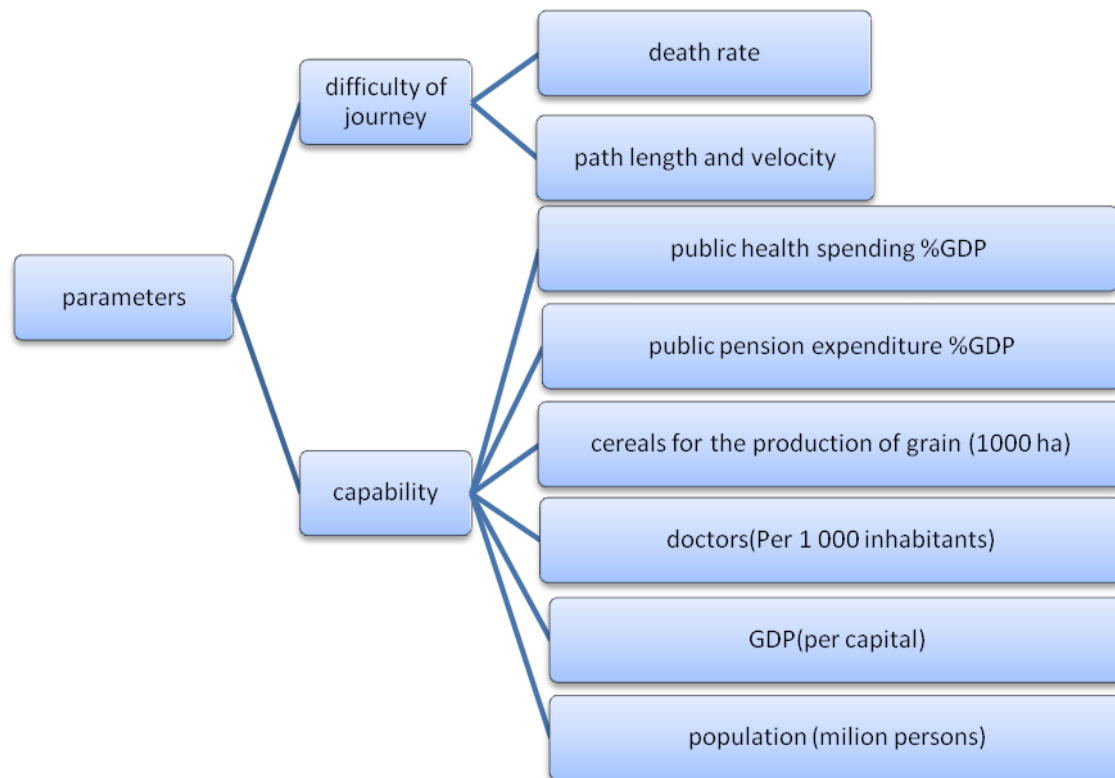 parameters
difficulty of
journey
death rate
path length and velocity
capability
public health spending %GDP
public pension expenditure %GDP
cereals for the production of grain (1000 ha)
doctors(Per 1 000 inhabitants)
GDP(per capital)
population (milion persons)